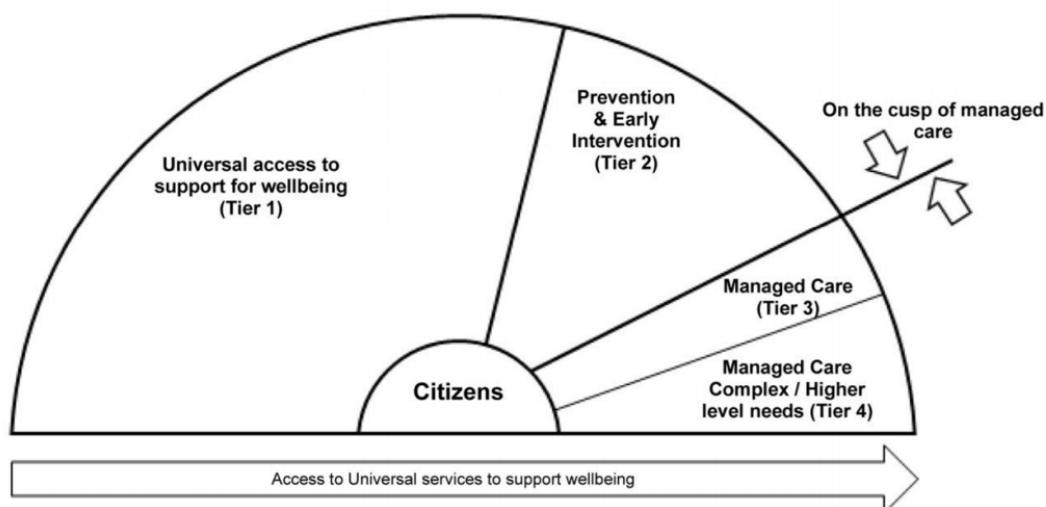 Universal access to
support for wellbeing
(Tier 1)
Prevention
& Early
Intervention
(Tier 2)
On the cusp of managed
care
Managed Care
(Tier 3)
Managed Care
Complex / Higher
level needs (Tier 4)
Citizens
Access to Universal services to support wellbeing